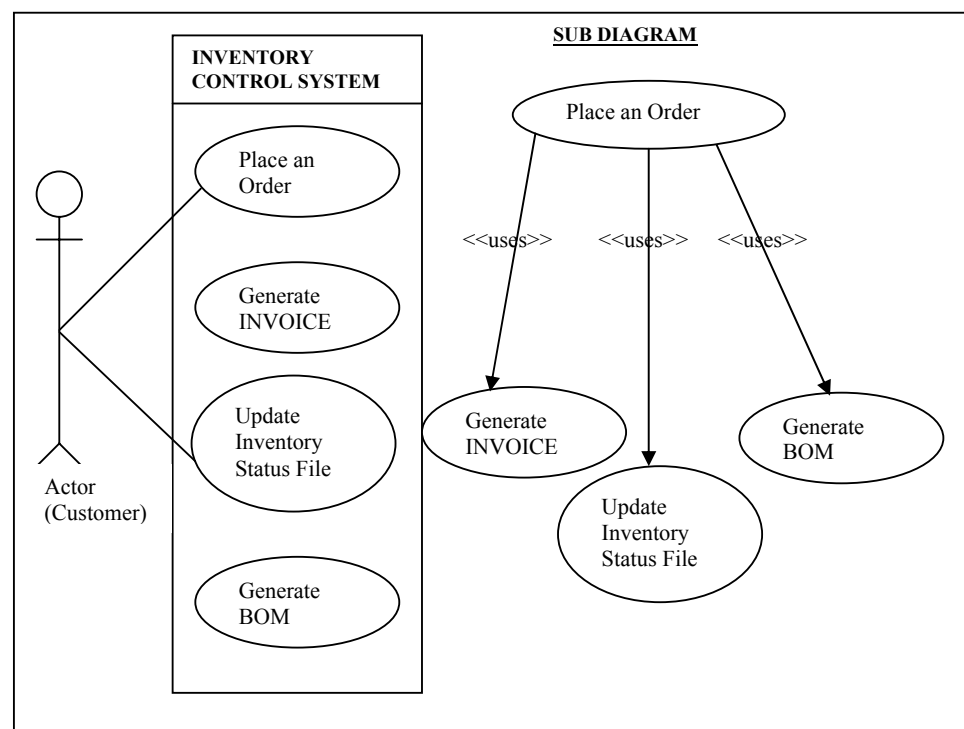 SUB DIAGRAM
INVENTORY
CONTROL SYSTEM
Place an
Order
Generate
INVOICE
Update
Inventory
Status File
Generate
BOM
Actor
(Customer)
Place an Order
<<uses>>
<<uses>>
<<uses>>
Generate
INVOICE
Update
Inventory
Status File
Generate
BOM